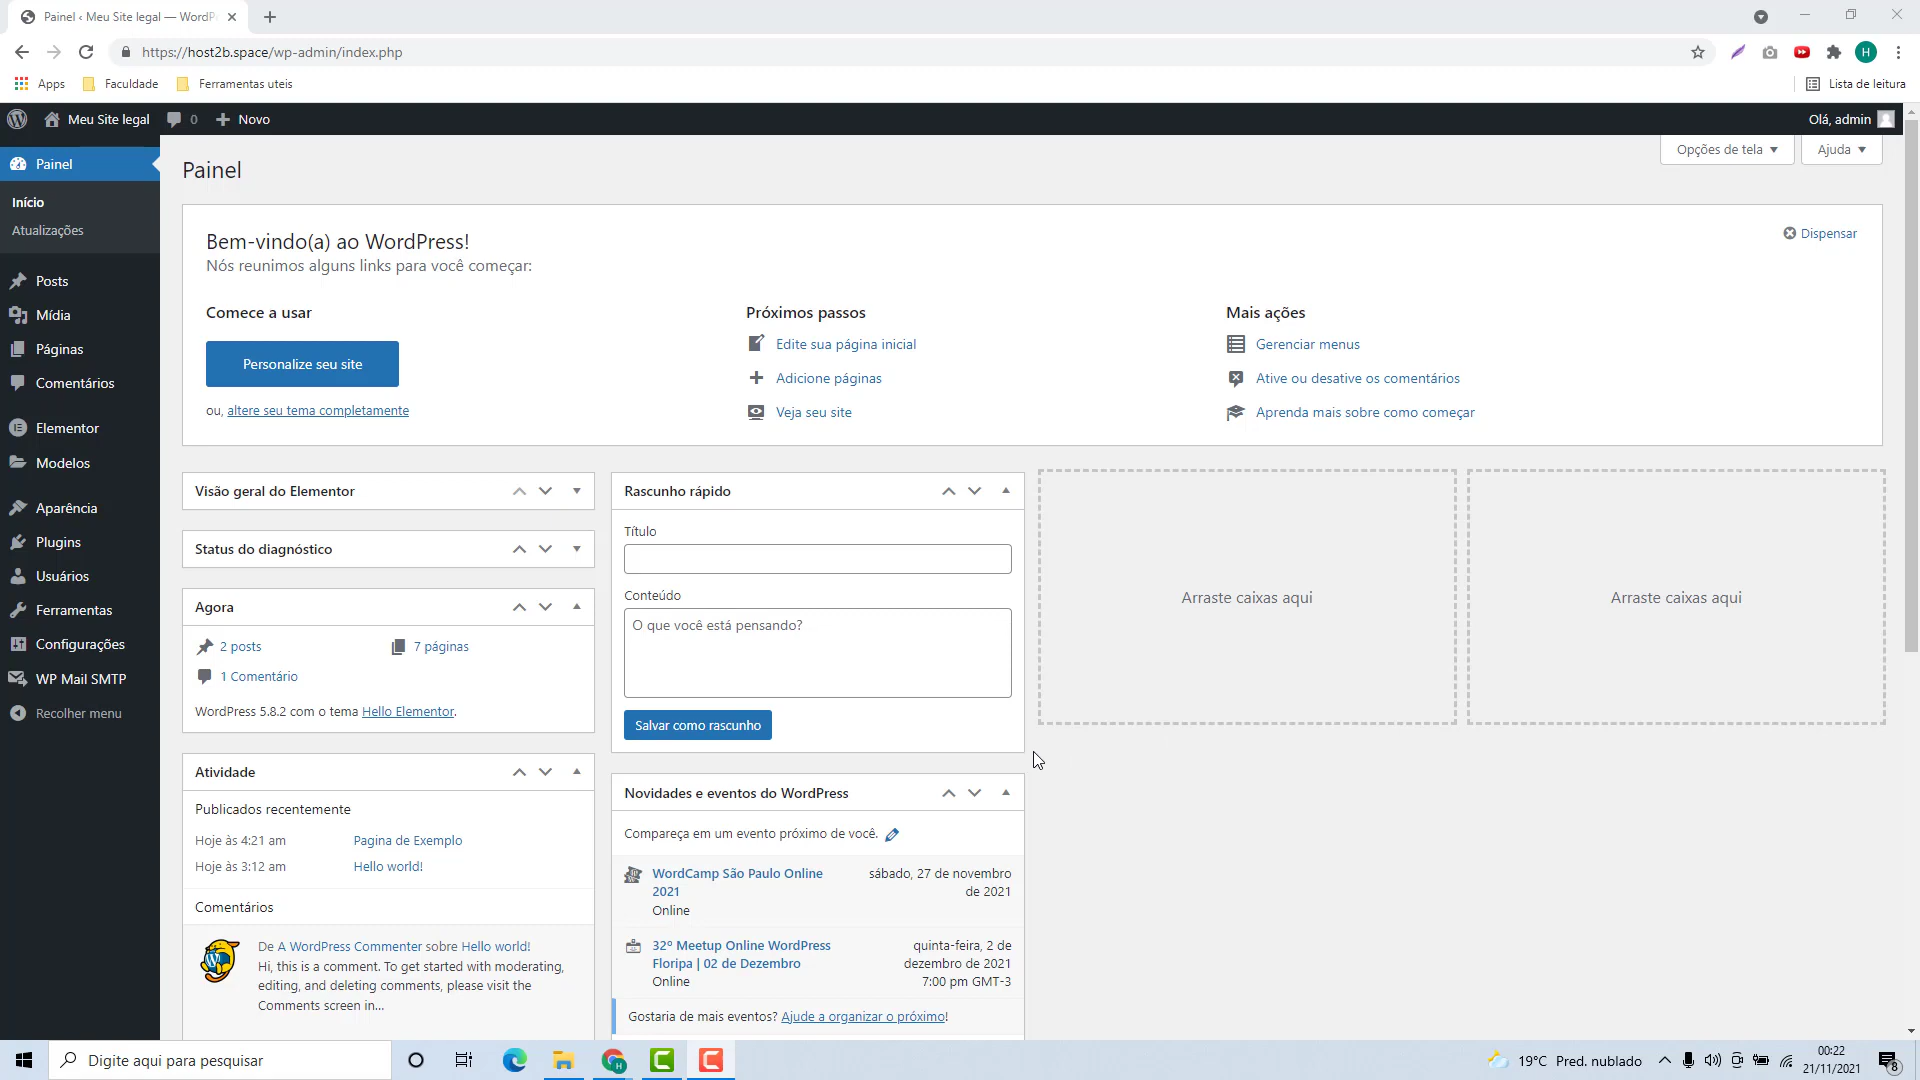 Painel ‹ Meu Site legal — WordP
https://host2b.space/wp-admin/index.php
H
Apps
Faculdade
Ferramentas uteis
Lista de leitura
Meu Site legal
0
Novo
Olá, admin
Painel
Opções de tela
Ajuda
Painel
Início
Atualizações
Posts
Mídia
Páginas
Comentários
Elementor
Modelos
Aparência
Plugins
Usuários
Ferramentas
Configurações
WP Mail SMTP
Recolher menu
Bem-vindo(a) ao WordPress!
Nós reunimos alguns links para você começar:
Dispensar
Comece a usar
Personalize seu site
ou, altere seu tema completamente
Próximos passos
Edite sua página inicial
Adicione páginas
Veja seu site
Mais ações
Gerenciar menus
Ative ou desative os comentários
Aprenda mais sobre como começar
Visão geral do Elementor
Status do diagnóstico
Agora
2 posts
7 páginas
1 Comentário
WordPress 5.8.2 com o tema Hello Elementor.
Atividade
Publicados recentemente
Hoje às 4:21 am
Pagina de Exemplo
Hoje às 3:12 am
Hello world!
Comentários
De A WordPress Commenter sobre Hello world!
Hi, this is a comment. To get started with moderating,
editing, and deleting comments, please visit the
Comments screen in...
Rascunho rápido
Título
Conteúdo
O que você está pensando?
Salvar como rascunho
Novidades e eventos do WordPress
Compareça em um evento próximo de você.
WordCamp São Paulo Online
2021
Online
sábado, 27 de novembro
de 2021
32º Meetup Online WordPress
Floripa | 02 de Dezembro
Online
quinta-feira, 2 de
dezembro de 2021
7:00 pm GMT-3
Gostaria de mais eventos? Ajude a organizar o próximo!
Arraste caixas aqui
Arraste caixas aqui
Digite aqui para pesquisar
19°C Pred. nublado
00:22
21/11/2021
8